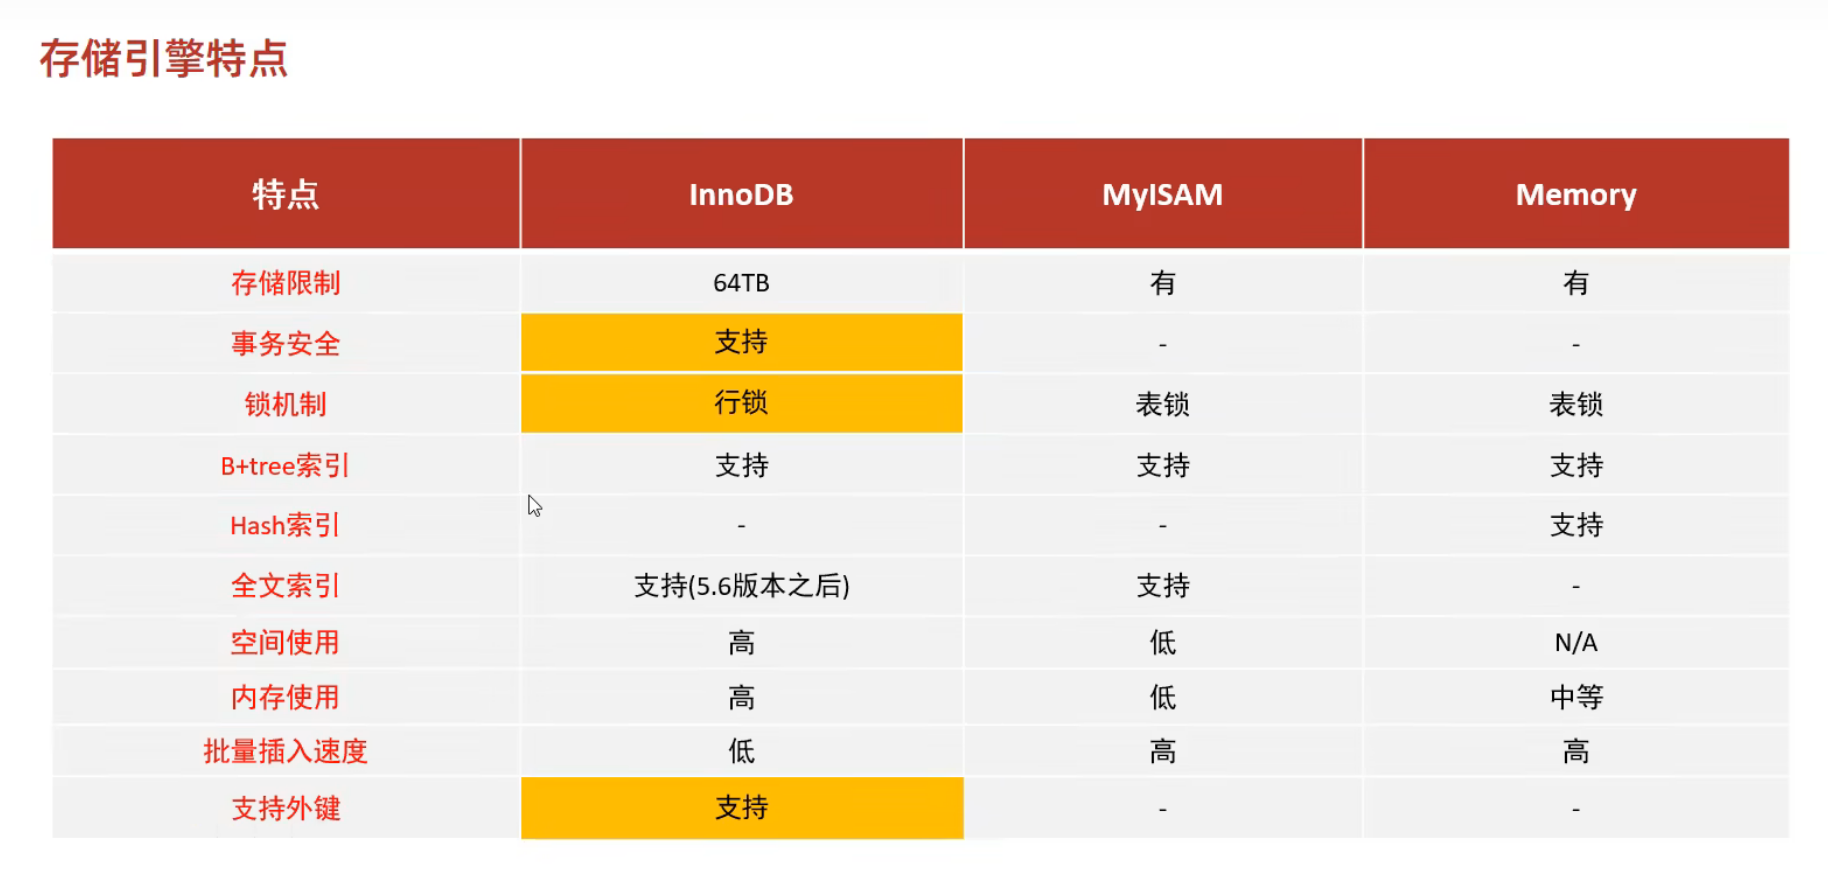 存储引擎特点
特点 InnoDB MyISAM Memory
存储限制 64TB 有 有
事务安全 支持 - -
锁机制 行锁 表锁 表锁
B+tree索引 支持 支持 支持
Hash索引 - - 支持
全文索引 支持(5.6版本之后) 支持 -
空间使用 高 低 N/A
内存使用 高 低 中等
批量插入速度 低 高 高
支持外键 支持 - -